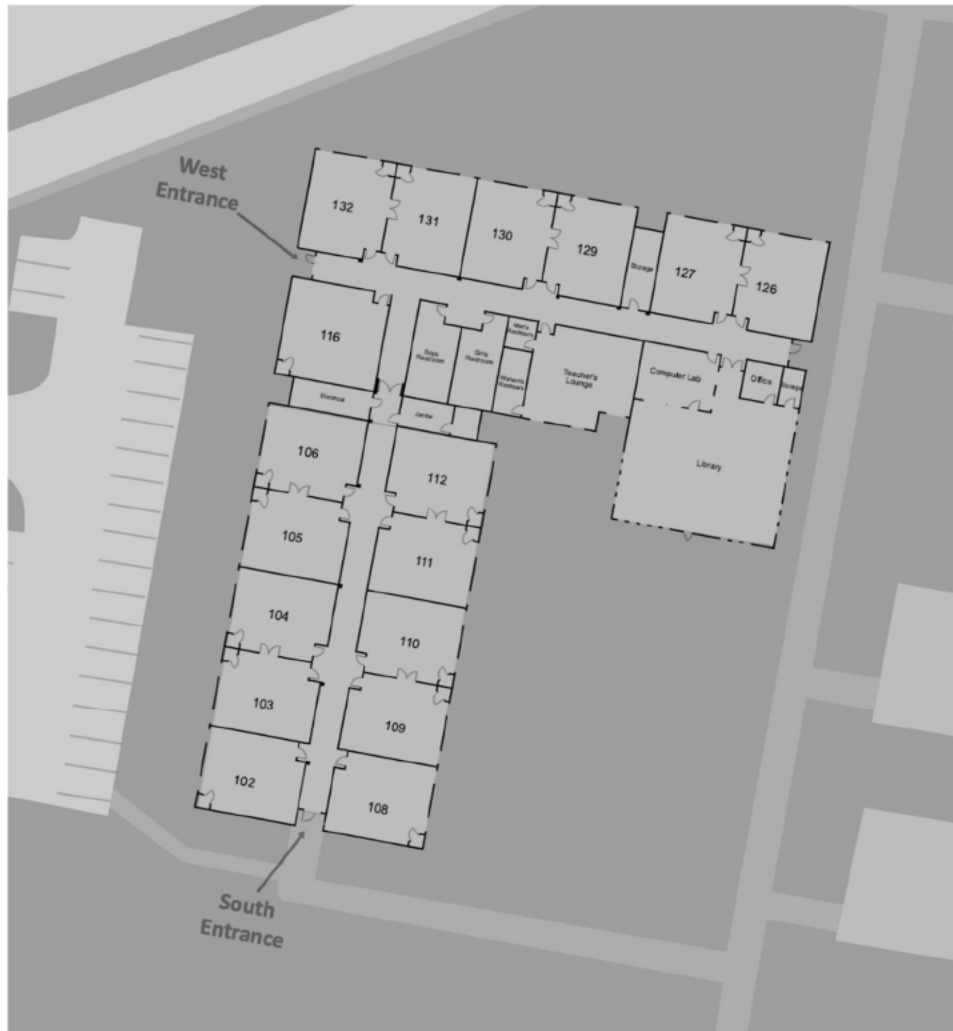 West
Entrance
132
131
130
129
Storage
127
126
116
Boys
Restroom
Girls
Restroom
Men's
Restroom
Women's
Restroom
Teacher's
Lounge
Computer Lab
Office
Storage
Electrical
Janitor
Library
106
112
105
111
104
110
103
109
102
108
South
Entrance